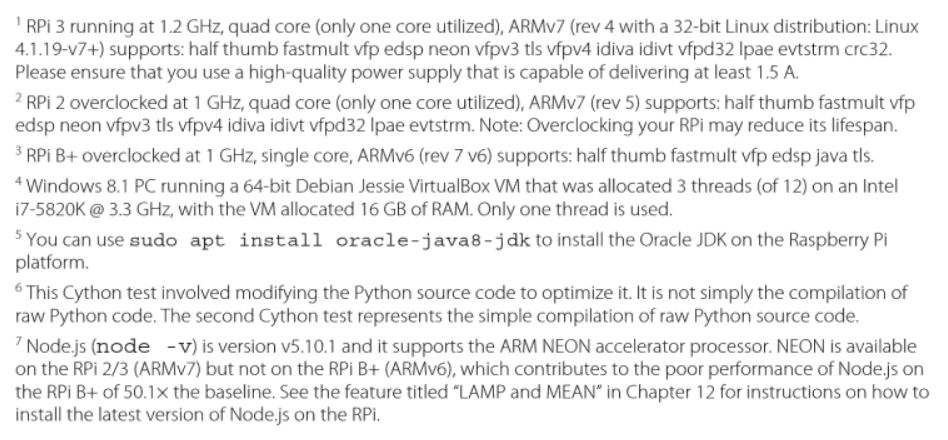 1 RPi 3 running at 1.2 GHz, quad core (only one core utilized), ARMv7 (rev 4 with a 32-bit Linux distribution: Linux
4.1.19-v7+) supports: half thumb fastmult vfp edsp neon vfpv3 tls vfpv4 idiva idivt vfpd32 lpae evtstrm crc32.
Please ensure that you use a high-quality power supply that is capable of delivering at least 1.5 A.
2 RPi 2 overclocked at 1 GHz, quad core (only one core utilized), ARMv7 (rev 5) supports: half thumb fastmult vfp
edsp neon vfpv3 tls vfpv4 idiva idivt vfpd32 lpae evtstrm. Note: Overclocking your RPi may reduce its lifespan.
3 RPi B+ overclocked at 1 GHz, single core, ARMv6 (rev 7 v6) supports: half thumb fastmult vfp edsp java tls.
4 Windows 8.1 PC running a 64-bit Debian Jessie VirtualBox VM that was allocated 3 threads (of 12) on an Intel
i7-5820K @ 3.3 GHz, with the VM allocated 16 GB of RAM. Only one thread is used.
5 You can use sudo apt install oracle-java8-jdk to install the Oracle JDK on the Raspberry Pi
platform.
6 This Cython test involved modifying the Python source code to optimize it. It is not simply the compilation of
raw Python code. The second Cython test represents the simple compilation of raw Python source code.
7 Node.js (node -v) is version v5.10.1 and it supports the ARM NEON accelerator processor. NEON is available
on the RPi 2/3 (ARMv7) but not on the RPi B+ (ARMv6), which contributes to the poor performance of Node.js on
the RPi B+ of 50.1× the baseline. See the feature titled “LAMP and MEAN” in Chapter 12 for instructions on how to
install the latest version of Node.js on the RPi.